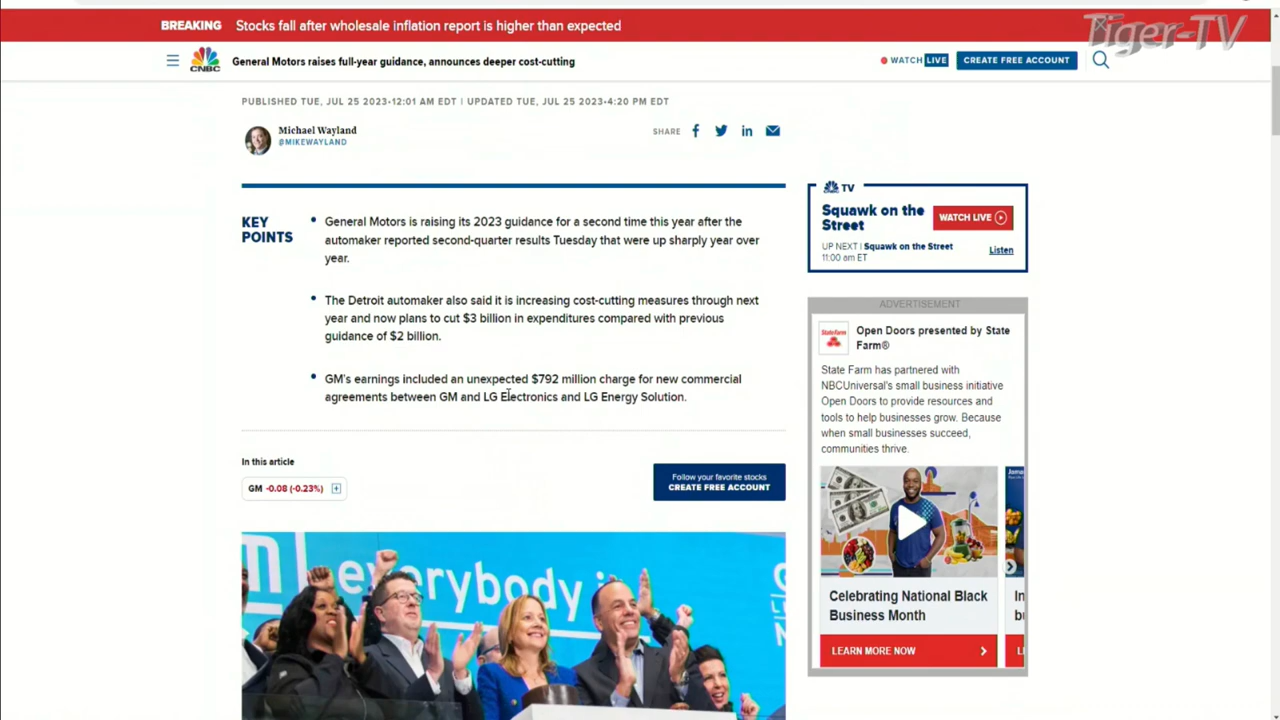 BREAKING Stocks fall after wholesale inflation report is higher than expected
Tiger-TV
CNBC
General Motors raises full-year guidance, announces deeper cost-cutting
WATCH LIVE
CREATE FREE ACCOUNT
PUBLISHED TUE, JUL 25 2023•12:01 AM EDT | UPDATED TUE, JUL 25 2023•4:20 PM EDT
Michael Wayland
@MIKEWAYLAND
SHARE
KEY
POINTS
General Motors is raising its 2023 guidance for a second time this year after the
automaker reported second-quarter results Tuesday that were up sharply year over
year.
The Detroit automaker also said it is increasing cost-cutting measures through next
year and now plans to cut $3 billion in expenditures compared with previous
guidance of $2 billion.
GM's earnings included an unexpected $792 million charge for new commercial
agreements between GM and LG Electronics and LG Energy Solution.
In this article
GM -0.08 (-0.23%)
Follow your favorite stocks
CREATE FREE ACCOUNT
everybody in
TV
Squawk on the
Street
WATCH LIVE
UP NEXT | Squawk on the Street
11:00 am ET
Listen
ADVERTISEMENT
StateFarm
Open Doors presented by State
Farm®
State Farm has partnered with
NBCUniversal's small business initiative
Open Doors to provide resources and
tools to help businesses grow. Because
when small businesses succeed,
communities thrive.
Celebrating National Black
Business Month
LEARN MORE NOW